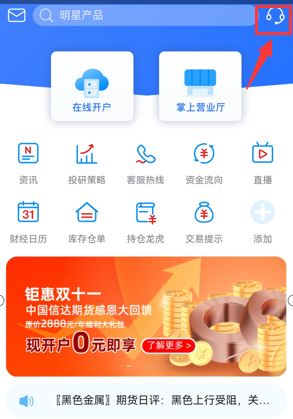 明星产品
在线开户
掌上营业厅
N
资讯
投研策略
客服热线
资金流向
直播
31
财经日历
库存仓单
持仓龙虎
交易提示
添加
钜惠双十一
中国信达期货感恩大回馈
原价2888元/年福利大礼包
现开户0元即享
了解更多 >
〖黑色金属〗期货日评：黑色上行受阻，关...